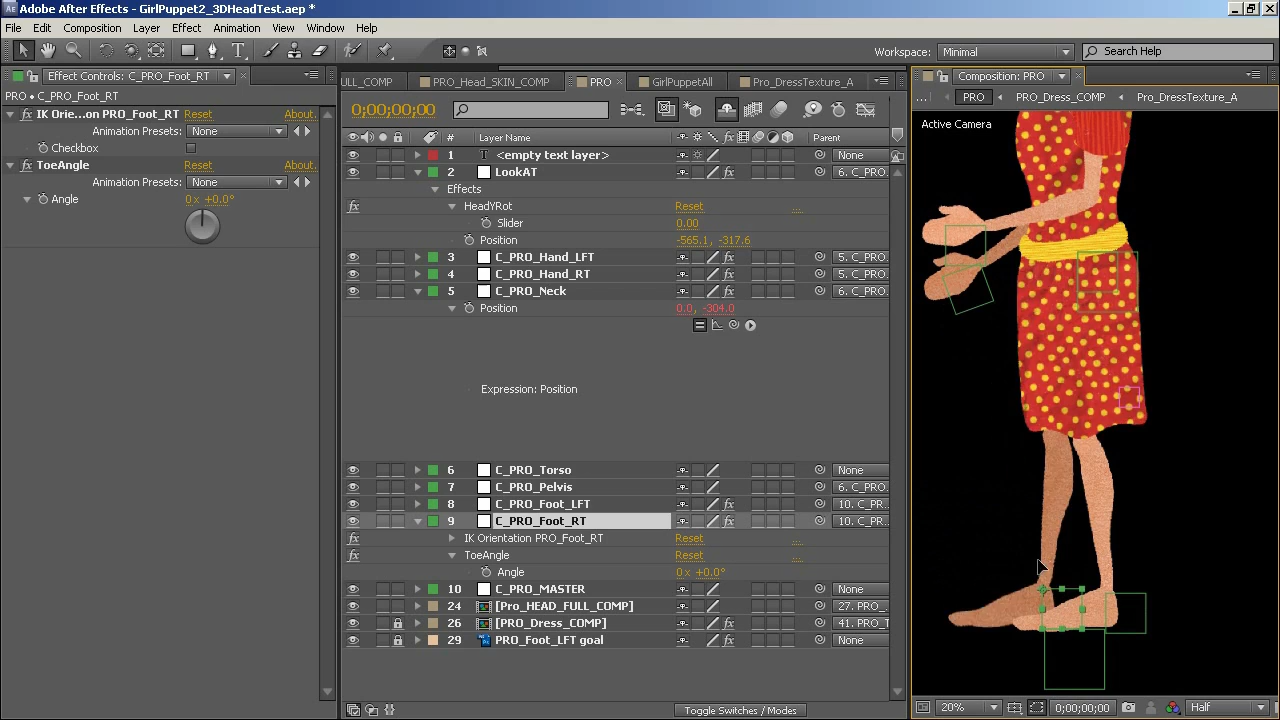 Adobe After Effects - GirlPuppet2_3DHeadTest.aep *
File Edit Composition Layer Effect Animation View Window Help
Workspace: Minimal Search Help
Effect Controls: C_PRO_Foot_RT
PRO • C_PRO_Foot_RT
IK Orie...on PRO_Foot_RT Reset About.
Animation Presets: None
Checkbox
ToeAngle Reset About.
Animation Presets: None
Angle 0x +0.0°
ULL_COMP PRO_Head_SKIN_COMP PRO GirlPuppetAll Pro_DressTexture_A
0;00;00;00
# Layer Name Parent
1 T <empty text layer> None
2 LookAT 6. C_PRO.
Effects
HeadYRot Reset ...
Slider 0.00
Position -565.1, -317.6
3 C_PRO_Hand_LFT 5. C_PRO.
4 C_PRO_Hand_RT 5. C_PRO.
5 C_PRO_Neck 6. C_PRO.
Position 0.0, -304.0
Expression: Position
6 C_PRO_Torso None
7 C_PRO_Pelvis 6. C_PRO.
8 C_PRO_Foot_LFT 10. C_PR...
9 C_PRO_Foot_RT 10. C_PR...
IK Orientation PRO_Foot_RT Reset ...
ToeAngle Reset ...
Angle 0x +0.0°
10 C_PRO_MASTER None
24 [Pro_HEAD_FULL_COMP] 27. PRO_.
26 [PRO_Dress_COMP] 41. PRO_T
29 PRO_Foot_LFT goal None
Toggle Switches / Modes
Composition: PRO
... PRO PRO_Dress_COMP Pro_DressTexture_A
Active Camera
20% 0;00;00;00 Half